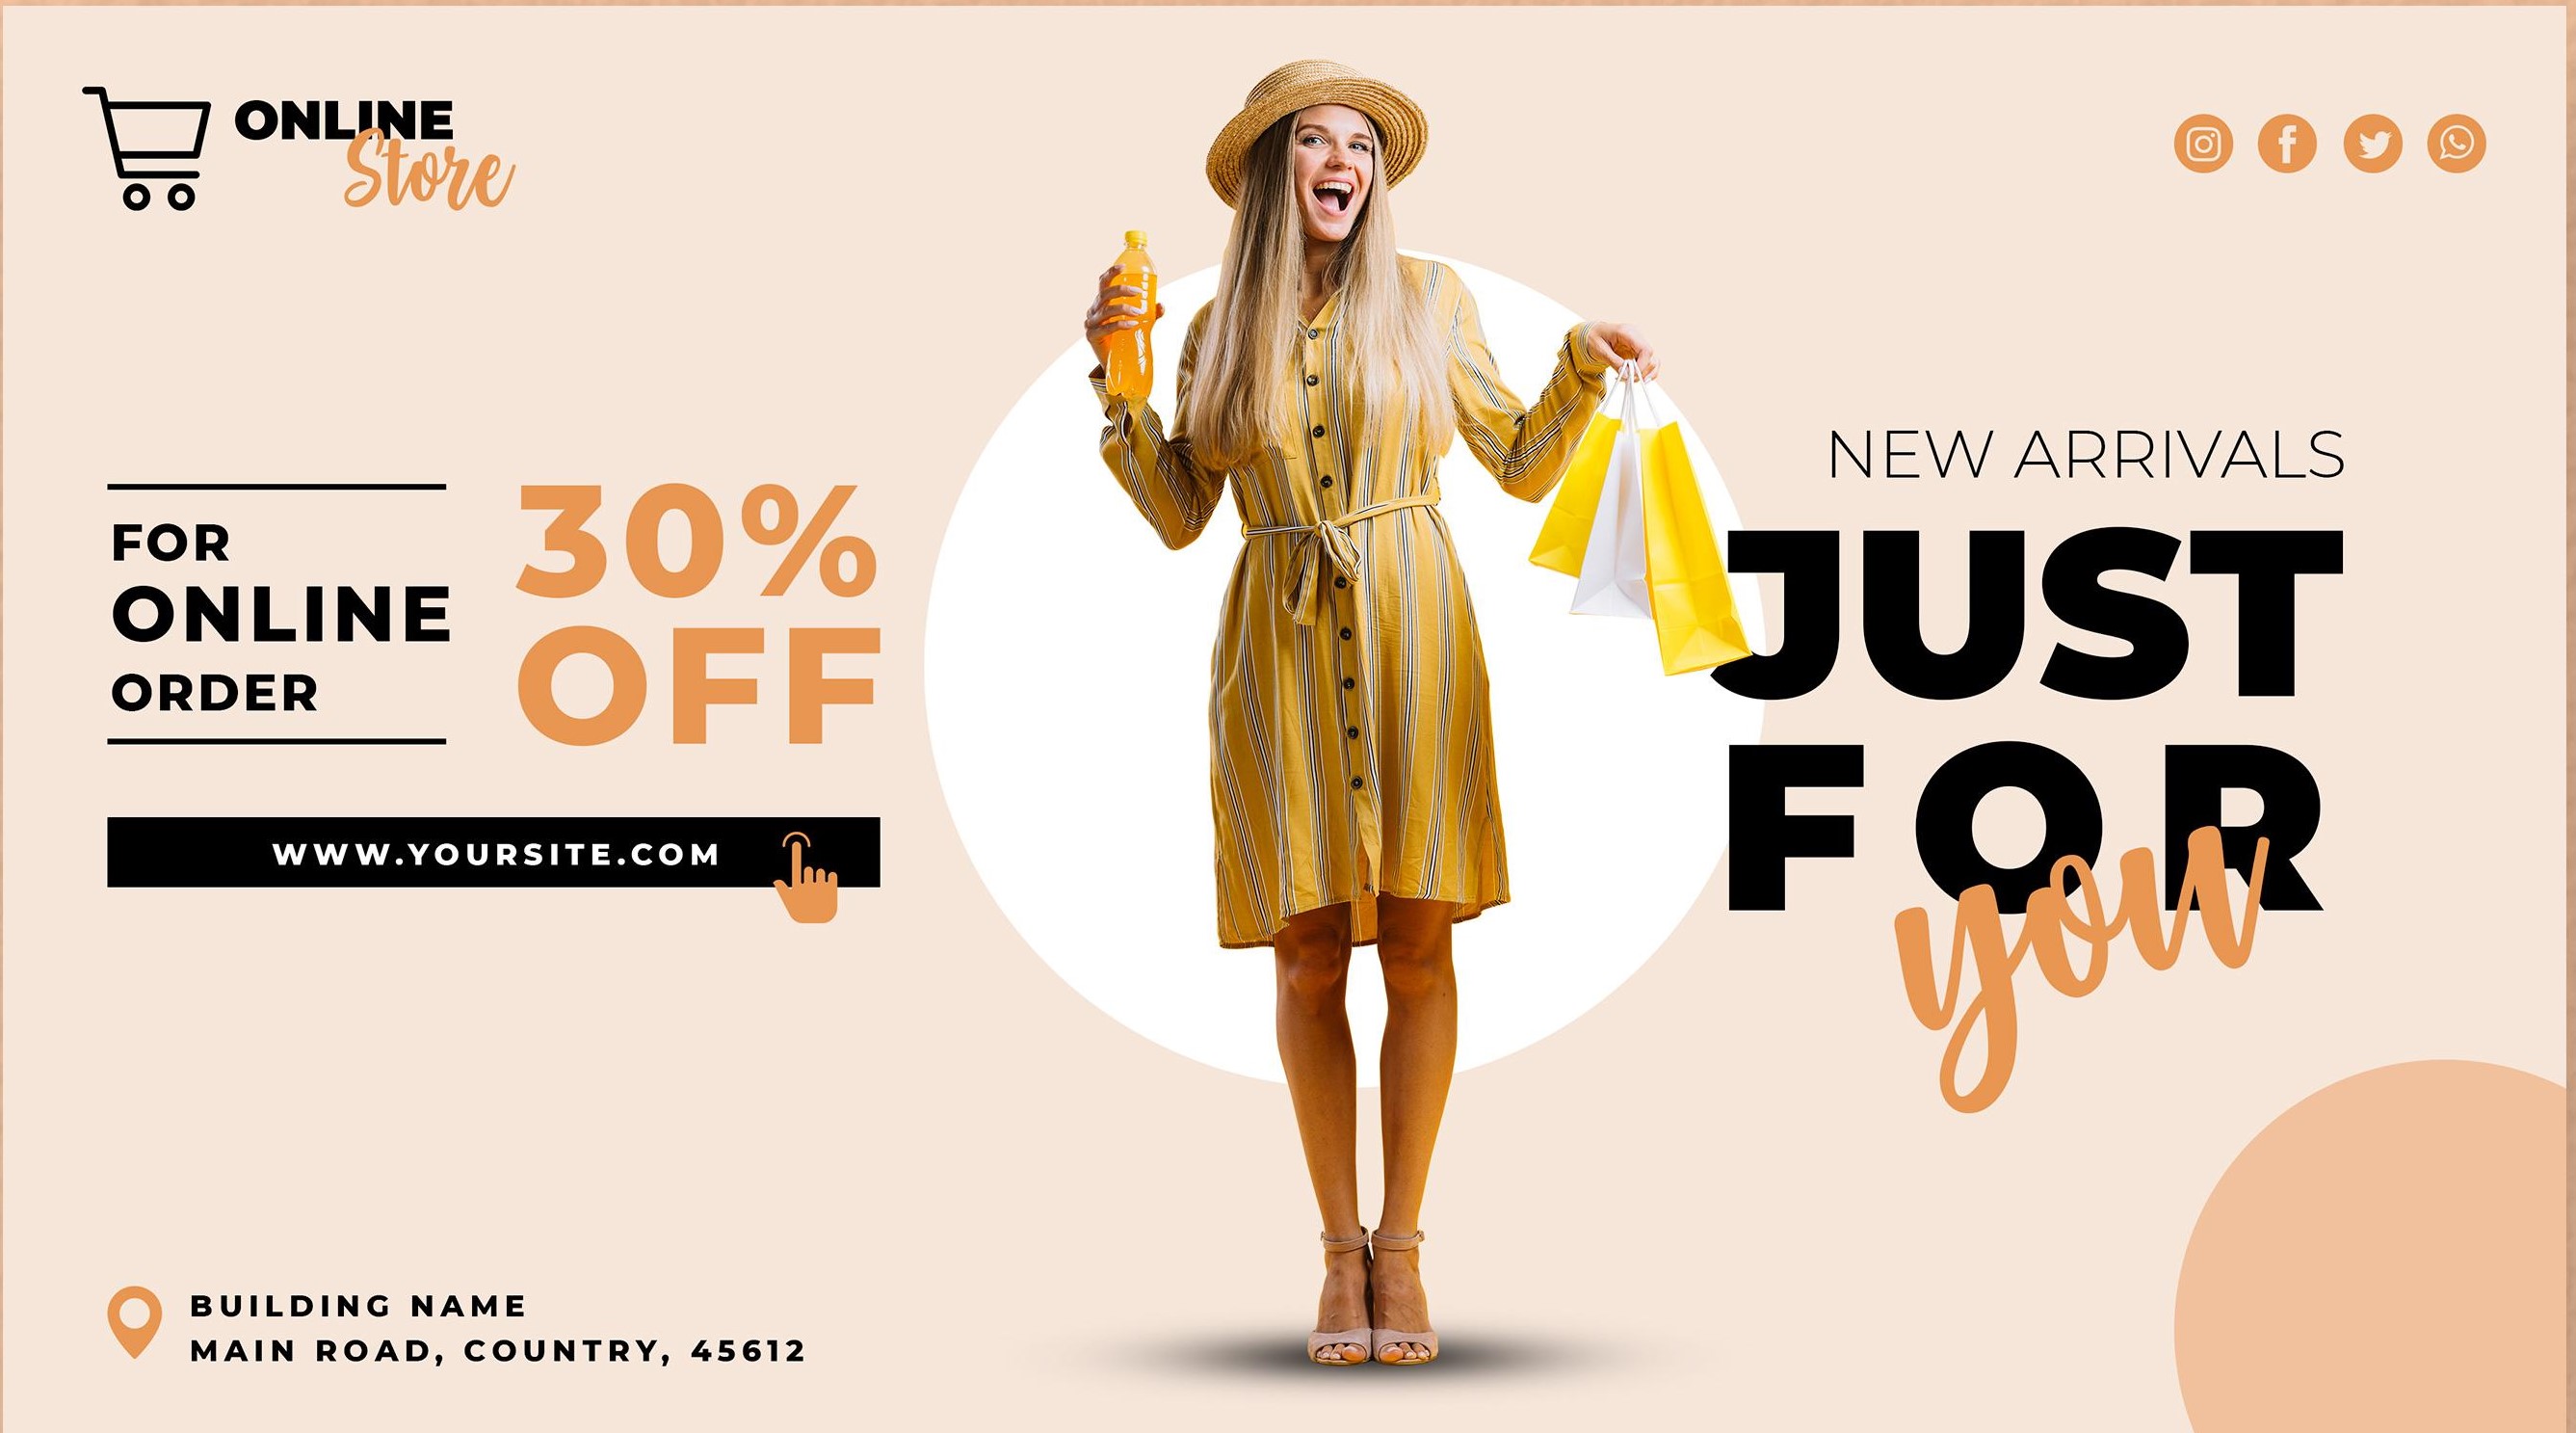 ONLINE
Store
FOR
ONLINE
ORDER
30%
OFF
WWW.YOURSITE.COM
NEW ARRIVALS
JUST
FOR
you
BUILDING NAME
MAIN ROAD, COUNTRY, 45612